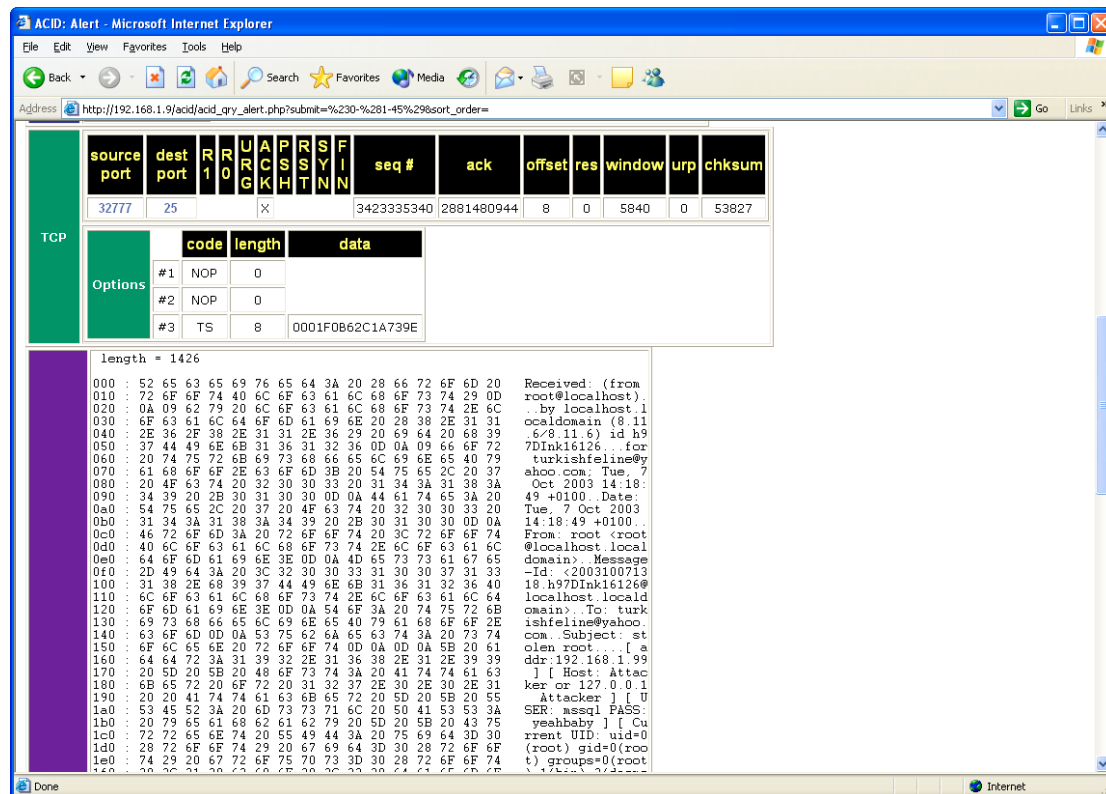 ACID: Alert - Microsoft Internet Explorer
File Edit View Favorites Tools Help
Back Search Favorites Media
Address http://192.168.1.9/acid/acid_qry_alert.php?submit=%230-%281-45%29&sort_order= Go Links »
source port dest port R1 R0 URG ACK PSH RST SYN FIN seq # ack offset res window urp chksum
32777 25 X 3423335340 2881480944 8 0 5840 0 53827
TCP
code length data
Options
#1 NOP 0
#2 NOP 0
#3 TS 8 0001F0B62C1A739E
length = 1426
000 : 52 65 63 65 69 76 65 64 3A 20 28 66 72 6F 6D 20 Received: (from
010 : 72 6F 6F 74 40 6C 6F 63 61 6C 68 6F 73 74 29 0D root@localhost).
020 : 0A 09 62 79 20 6C 6F 63 61 6C 68 6F 73 74 2E 6C ..by localhost.l
030 : 6F 63 61 6C 64 6F 6D 61 69 6E 20 28 38 2E 31 31 ocaldomain (8.11
040 : 2E 36 2F 38 2E 31 31 2E 36 29 20 69 64 20 68 39 .6/8.11.6) id h9
050 : 37 44 49 6E 6B 31 36 31 32 36 0D 0A 09 66 6F 72 7DInk16126...for
060 : 20 74 75 72 6B 69 73 68 66 65 6C 69 6E 65 40 79 turkishfeline@y
070 : 61 68 6F 6F 2E 63 6F 6D 3B 20 54 75 65 2C 20 37 ahoo.com; Tue, 7
080 : 20 4F 63 74 20 32 30 30 33 20 31 34 3A 31 38 3A Oct 2003 14:18:
090 : 34 39 20 2B 30 31 30 30 0D 0A 44 61 74 65 3A 20 49 +0100..Date:
0a0 : 54 75 65 2C 20 37 20 4F 63 74 20 32 30 30 33 20 Tue, 7 Oct 2003
0b0 : 31 34 3A 31 38 3A 34 39 20 2B 30 31 30 30 0D 0A 14:18:49 +0100..
0c0 : 46 72 6F 6D 3A 20 72 6F 6F 74 20 3C 72 6F 6F 74 From: root <root
0d0 : 40 6C 6F 63 61 6C 68 6F 73 74 2E 6C 6F 63 61 6C @localhost.local
0e0 : 64 6F 6D 61 69 6E 3E 0D 0A 4D 65 73 73 61 67 65 domain>..Message
0f0 : 2D 49 64 3A 20 3C 32 30 30 33 31 30 30 37 31 33 -Id: <2003100713
100 : 31 38 2E 68 39 37 44 49 6E 6B 31 36 31 32 36 40 18.h97DInk16126@
110 : 6C 6F 63 61 6C 68 6F 73 74 2E 6C 6F 63 61 6C 64 localhost.locald
120 : 6F 6D 61 69 6E 3E 0D 0A 54 6F 3A 20 74 75 72 6B omain>..To: turk
130 : 69 73 68 66 65 6C 69 6E 65 40 79 61 68 6F 6F 2E ishfeline@yahoo.
140 : 63 6F 6D 0D 0A 53 75 62 6A 65 63 74 3A 20 73 74 com..Subject: st
150 : 6F 6C 65 6E 20 72 6F 6F 74 0D 0A 0D 0A 5B 20 61 olen root....[ a
160 : 64 64 72 3A 31 39 32 2E 31 36 38 2E 31 2E 39 39 ddr:192.168.1.99
170 : 20 5D 20 5B 20 48 6F 73 74 3A 20 41 74 74 61 63 ] [ Host: Attac
180 : 6B 65 72 20 6F 72 20 31 32 37 2E 30 2E 30 2E 31 ker or 127.0.0.1
190 : 20 20 41 74 74 61 63 6B 65 72 20 5D 20 5B 20 55 Attacker ] [ U
1a0 : 53 45 52 3A 20 6D 73 73 71 6C 20 50 41 53 53 3A SER: mssql PASS:
1b0 : 20 79 65 61 68 62 61 62 79 20 5D 20 5B 20 43 75 yeahbaby ] [ Cu
1c0 : 72 72 65 6E 74 20 55 49 44 3A 20 75 69 64 3D 30 rrent UID: uid=0
1d0 : 28 72 6F 6F 74 29 20 67 69 64 3D 30 28 72 6F 6F (root) gid=0(roo
1e0 : 74 29 20 67 72 6F 75 70 73 3D 30 28 72 6F 6F 74 t) groups=0(root
Done Internet